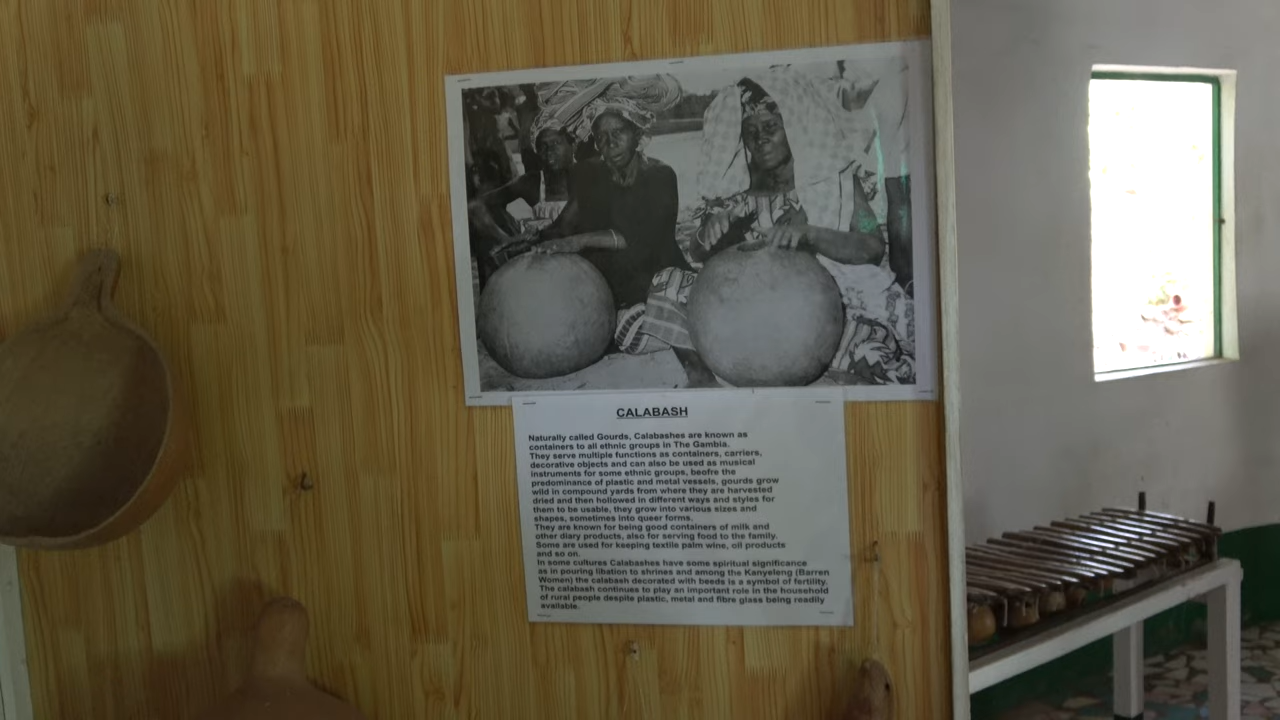 CALABASH
Naturally called Gourds, Calabashes are known as
containers to all ethnic groups in The Gambia.
They serve multiple functions as containers, carriers,
decorative objects and can also be used as musical
instruments for some ethnic groups, beofre the
predominance of plastic and metal vessels, gourds grow
wild in compound yards from where they are harvested
dried and then hollowed in different ways and styles for
them to be usable, they grow into various sizes and
shapes, sometimes into queer forms.
They are known for being good containers of milk and
other diary products, also for serving food to the family.
Some are used for keeping textile palm wine, oil products
and so on.
In some cultures Calabashes have some spiritual significance
as in pouring libation to shrines and among the Kanyeleng (Barren
Women) the calabash decorated with beeds is a symbol of fertility.
The calabash continues to play an important role in the household
of rural people despite plastic, metal and fibre glass being readily
available.